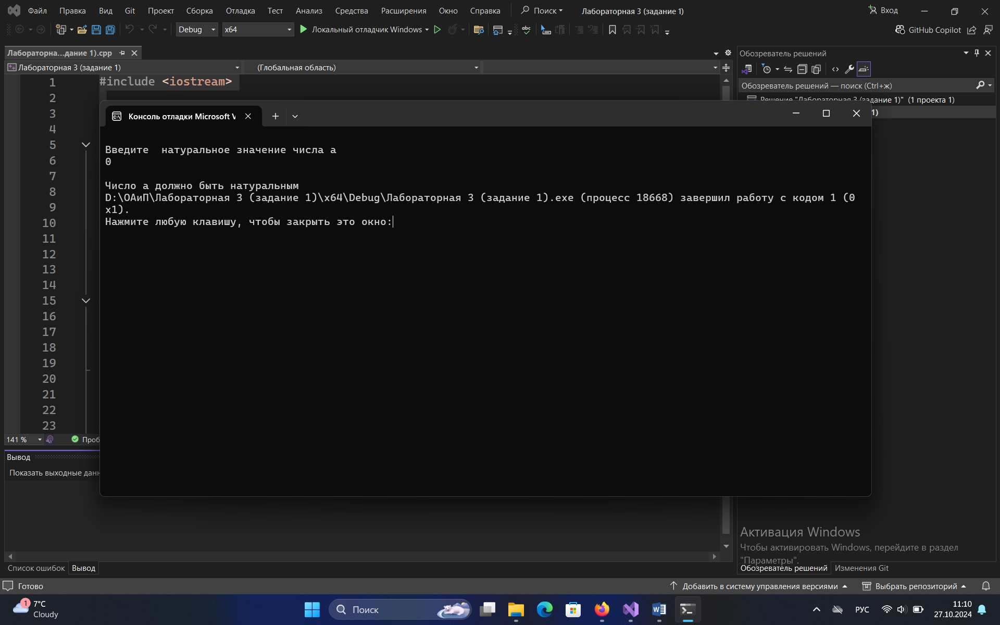 Файл Правка Вид Git Проект Сборка Отладка Тест Анализ Средства Расширения Окно Справка Поиск Лабораторная 3 (задание 1) Вход
Debug x64 Локальный отладчик Windows GitHub Copilot
Лабораторна...дание 1).cpp
Лабораторная 3 (задание 1) (Глобальная область)
1 #include <iostream>
2
3
4
5
6
7
8
9
10
11
12
13
14
15
16
17
18
19
20
21
22
23
Обозреватель решений
Обозреватель решений — поиск (Ctrl+ж)
Решение "Лабораторная 3 (задание 1)" (1 проекта 1)
1)
Консоль отладки Microsoft V
Введите  натуральное значение числа a
0
Число a должно быть натуральным
D:\ОАиП\Лабораторная 3 (задание 1)\x64\Debug\Лабораторная 3 (задание 1).exe (процесс 18668) завершил работу с кодом 1 (0
x1).
Нажмите любую клавишу, чтобы закрыть это окно:
141 % Проб
Вывод
Показать выходные данн
Список ошибок Вывод
Активация Windows
Чтобы активировать Windows, перейдите в раздел
"Параметры".
Обозреватель решений Изменения Git
Готово Добавить в систему управления версиями Выбрать репозиторий
1 7°C
Cloudy
Поиск
РУС
11:10
27.10.2024